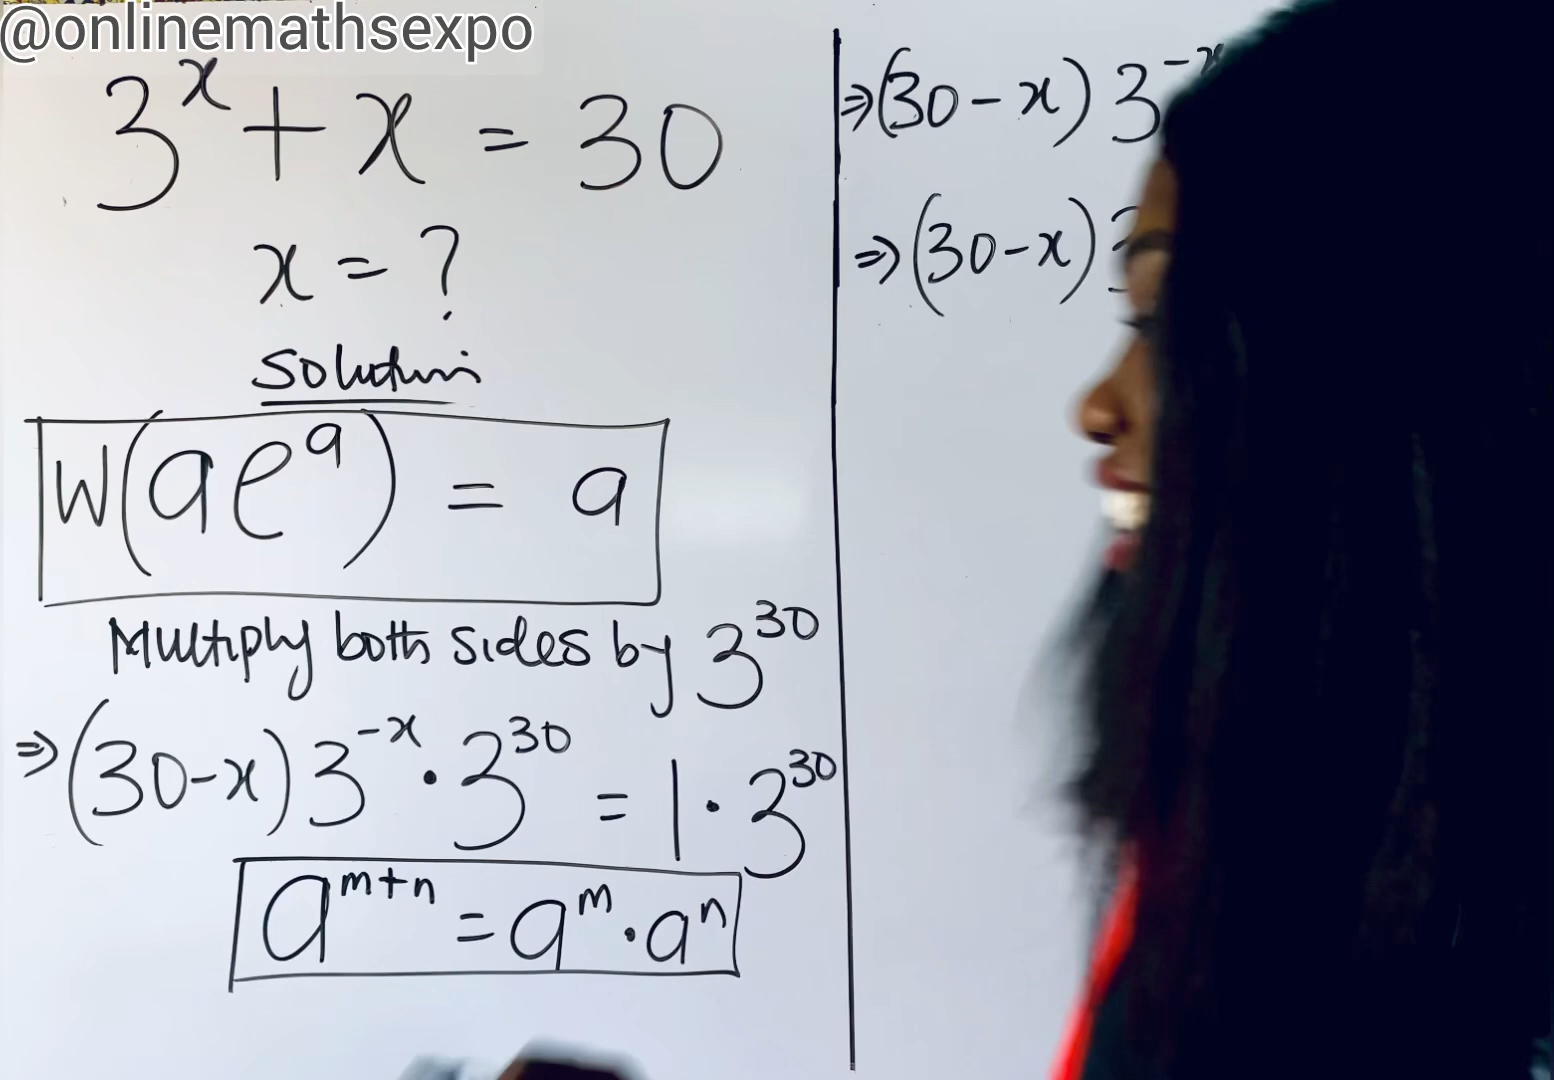 @onlinemathsexpo
3^x + x = 30
x = ?
Solution
W(ae^a) = a
Multiply both sides by 3^30
⇒ (30-x) 3^-x · 3^30 = 1 · 3^30
a^m+n = a^m · a^n
⇒ (30-x) 3^-x
⇒ (30-x)